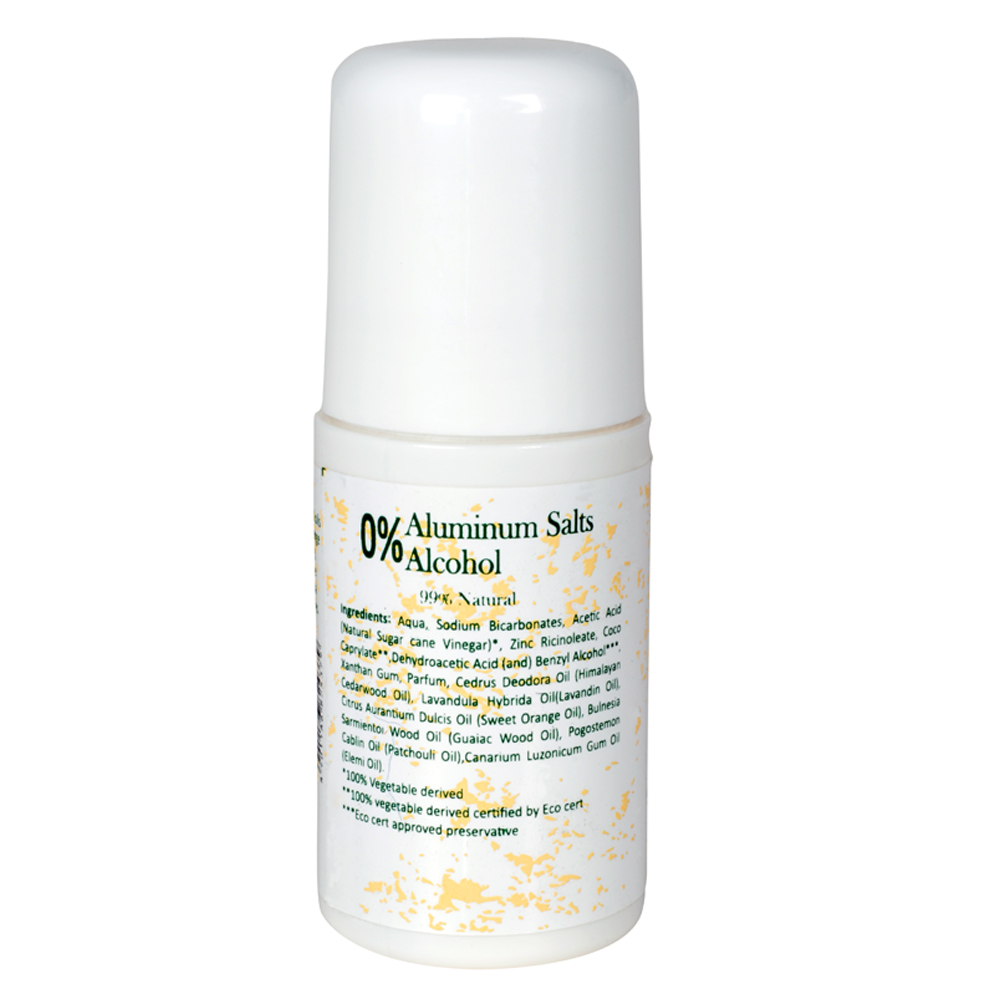 0% Aluminum Salts
Alcohol
99% Natural
Ingredients: Aqua, Sodium Bicarbonates, Acetic Acid
(Natural Sugar cane Vinegar)*, Zinc Ricinoleate, Coco
Caprylate**,Dehydroacetic Acid (and) Benzyl Alcohol***,
Xanthan Gum, Parfum, Cedrus Deodora Oil (Himalayan
Cedarwood Oil), Lavandula Hybrida Oil(Lavandin Oil),
Citrus Aurantium Dulcis Oil (Sweet Orange Oil), Bulnesia
Sarmientoi Wood Oil (Guaiac Wood Oil), Pogostemon
Cablin Oil (Patchouli Oil),Canarium Luzonicum Gum Oil
(Elemi Oil).
*100% Vegetable derived
**100% vegetable derived certified by Eco cert
***Eco cert approved preservative